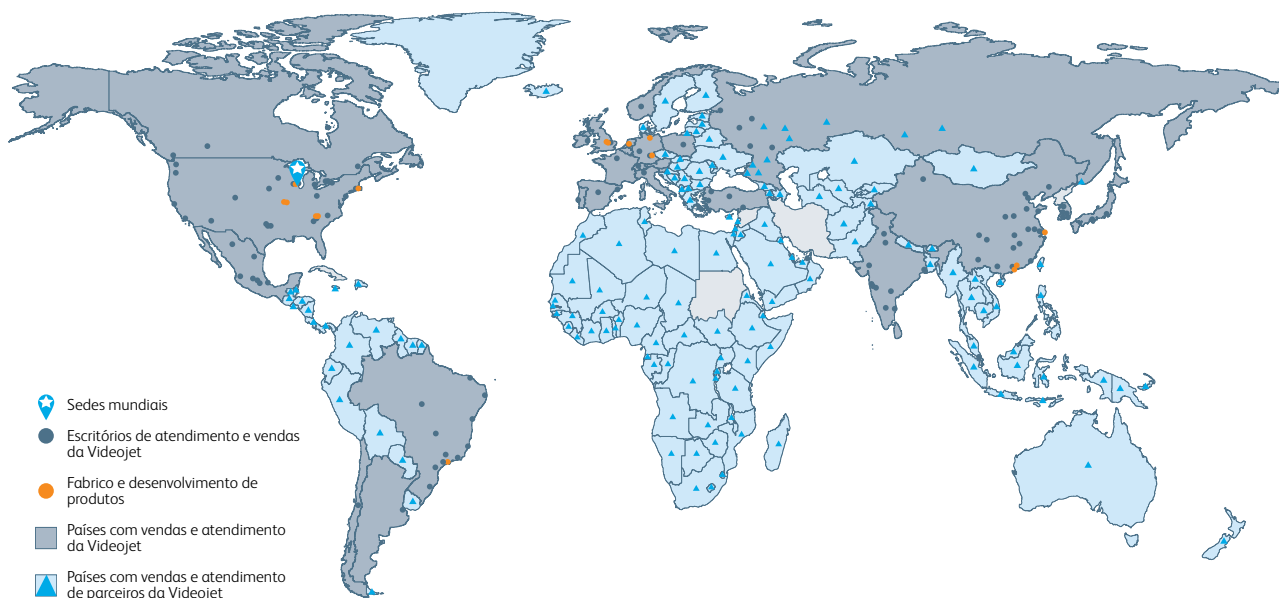 Sedes mundiais
Escritórios de atendimento e vendas
da Videojet
Fabrico e desenvolvimento de
produtos
Países com vendas e atendimento
da Videojet
Países com vendas e atendimento
de parceiros da Videojet